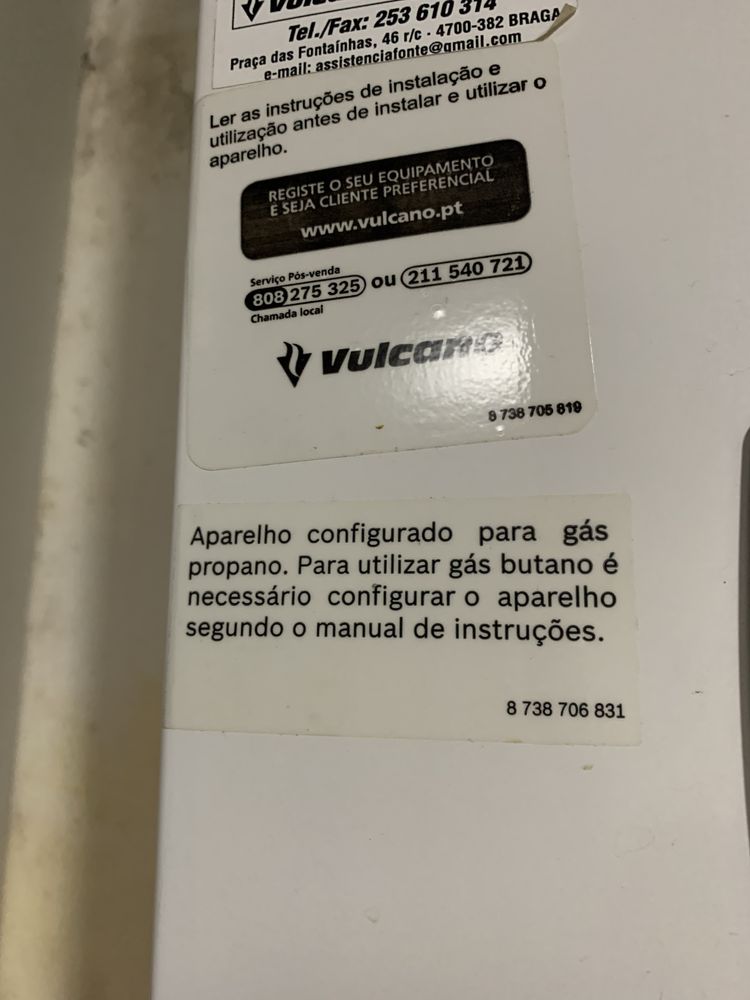 Tel./Fax: 253 610 314
Praça das Fontaínhas, 46 r/c - 4700-382 BRAGA
e-mail: assistenciafonte@gmail.com
Ler as instruções de instalação e
utilização antes de instalar e utilizar o
aparelho.
REGISTE O SEU EQUIPAMENTO
E SEJA CLIENTE PREFERENCIAL
www.vulcano.pt
Serviço Pós-venda
808 275 325 ou 211 540 721
Chamada local
Vulcano
8 738 705 819
Aparelho configurado para gás
propano. Para utilizar gás butano é
necessário configurar o aparelho
segundo o manual de instruções.
8 738 706 831